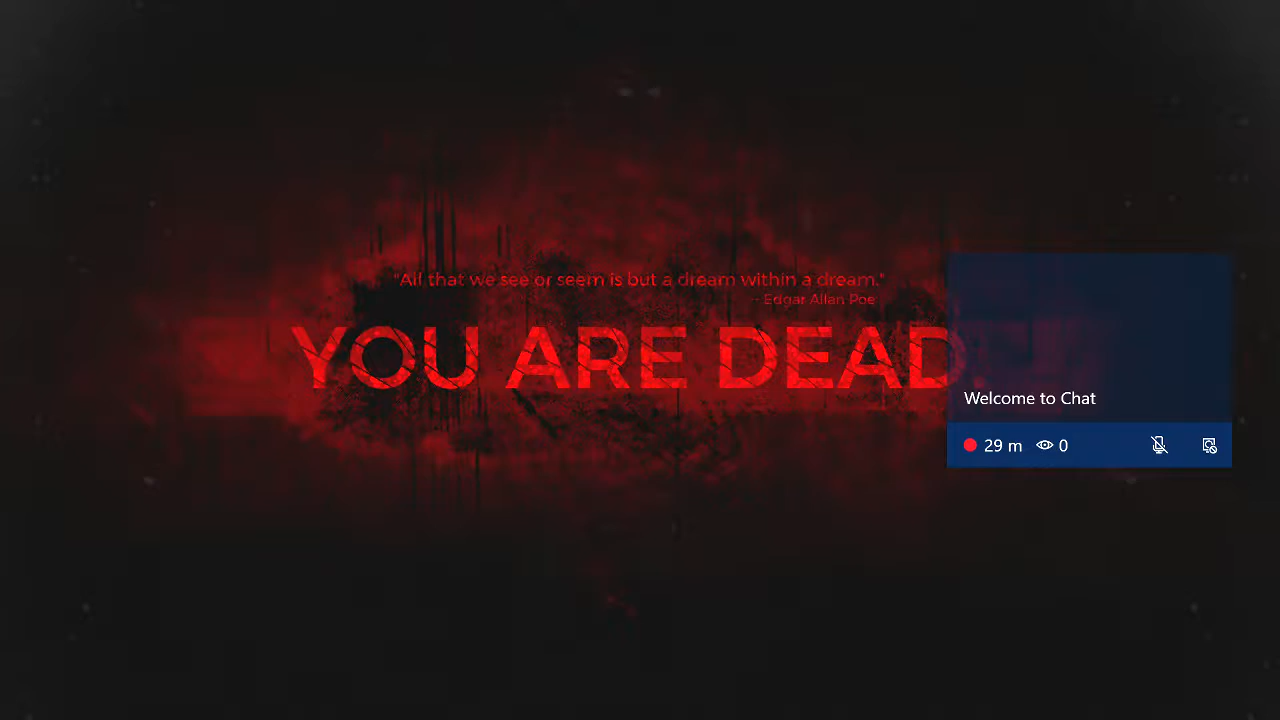 "All that we see or seem is but a dream within a dream."
- Edgar Allan Poe
YOU ARE DEAD.
Welcome to Chat
29 m 0